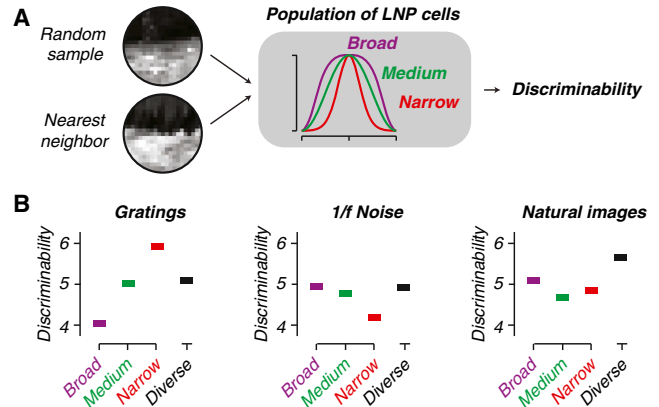 A
Random
sample
Nearest
neighbor
Population of LNP cells
Broad
Medium
Narrow
Discriminability
B
Gratings
Discriminability
6
5
4
Broad
Medium
Narrow
Diverse
1/f Noise
Discriminability
6
5
4
Broad
Medium
Narrow
Diverse
Natural images
Discriminability
6
5
4
Broad
Medium
Narrow
Diverse